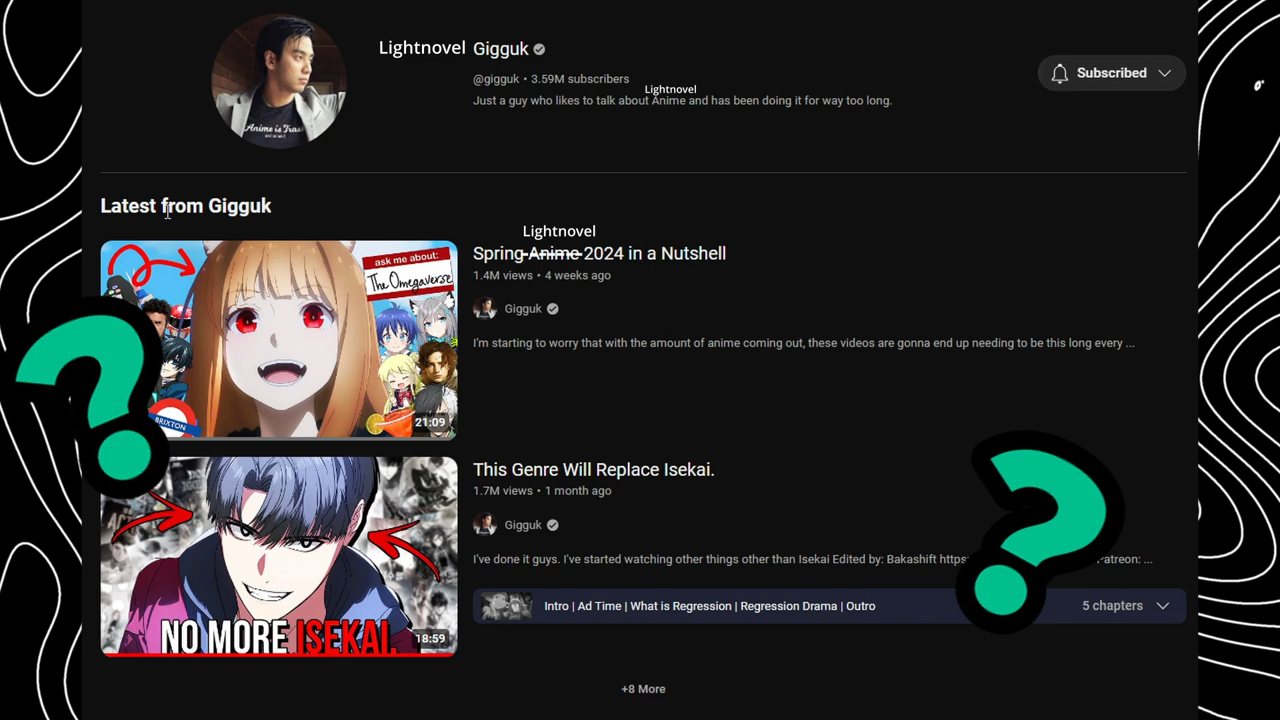 Lightnovel Gigguk
@gigguk • 3.59M subscribers
Lightnovel
Just a guy who likes to talk about Anime and has been doing it for way too long.
Subscribed
Anime is Trash
Latest from Gigguk
Lightnovel
Spring Anime 2024 in a Nutshell
1.4M views • 4 weeks ago
Gigguk
I'm starting to worry that with the amount of anime coming out, these videos are gonna end up needing to be this long every ...
ask me about:
The Omegaverse
BRIXTON
21:09
This Genre Will Replace Isekai.
1.7M views • 1 month ago
Gigguk
I've done it guys. I've started watching other things other than Isekai Edited by: Bakashift https: Patreon: ...
Intro | Ad Time | What is Regression | Regression Drama | Outro
5 chapters
NO MORE ISEKAI.
18:59
+8 More